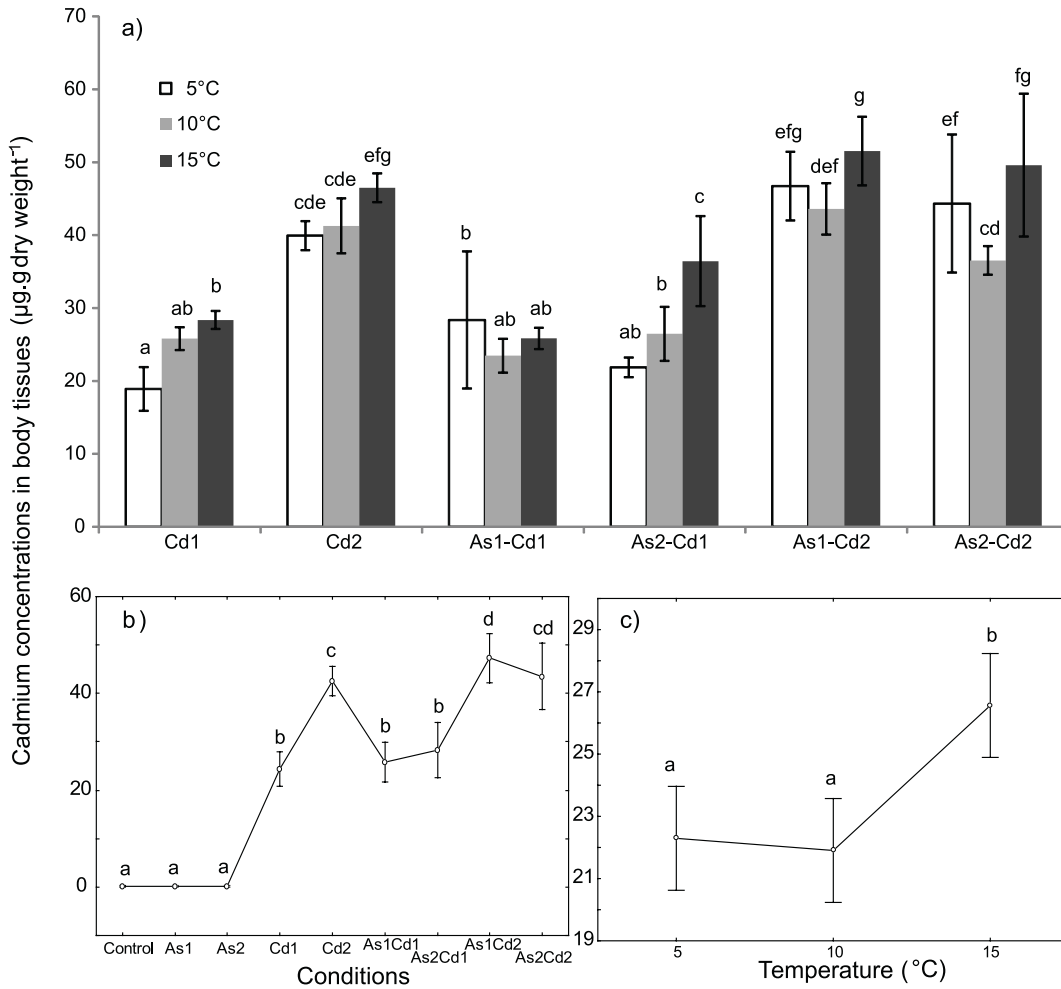 Cadmium concentrations in body tissues (µg.g dry weight⁻¹)
a)
70
60
50
40
30
20
10
0
5°C
10°C
15°C
a
ab
b
cde
cde
efg
b
ab
ab
ab
b
c
efg
def
g
ef
cd
fg
Cd1
Cd2
As1-Cd1
As2-Cd1
As1-Cd2
As2-Cd2
b)
60
40
20
0
a
a
a
b
c
b
b
d
cd
Control
As1
As2
Cd1
Cd2
As1Cd1
As2Cd1
As1Cd2
As2Cd2
Conditions
c)
29
27
25
23
21
19
a
a
b
5
10
15
Temperature (°C)